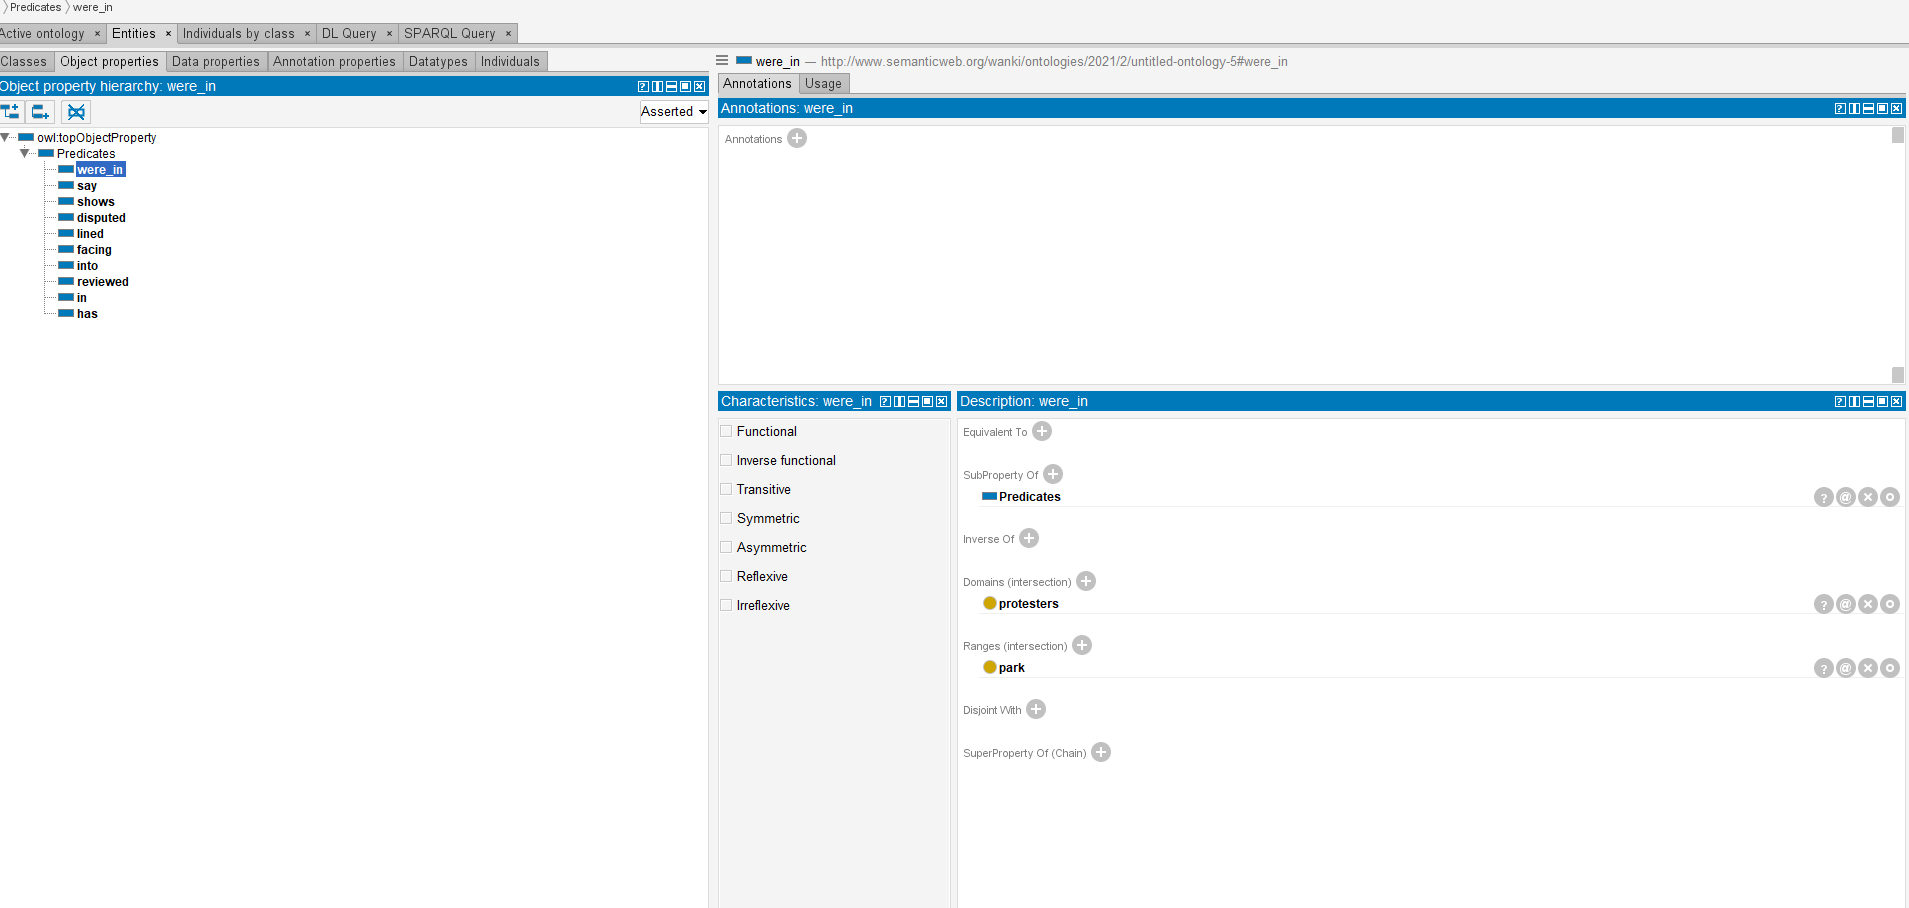 Predicates were_in
Active ontology × Entities × Individuals by class × DL Query × SPARQL Query ×
Classes Object properties Data properties Annotation properties Datatypes Individuals
were_in — http://www.semanticweb.org/wanki/ontologies/2021/2/untitled-ontology-5#were_in
Annotations Usage
Object property hierarchy: were_in
Asserted
owl:topObjectProperty
Predicates
were_in
say
shows
disputed
lined
facing
into
reviewed
in
has
Annotations: were_in
Annotations
Characteristics: were_in
Functional
Inverse functional
Transitive
Symmetric
Asymmetric
Reflexive
Irreflexive
Description: were_in
Equivalent To
SubProperty Of
Predicates
Inverse Of
Domains (intersection)
protesters
Ranges (intersection)
park
Disjoint With
SuperProperty Of (Chain)